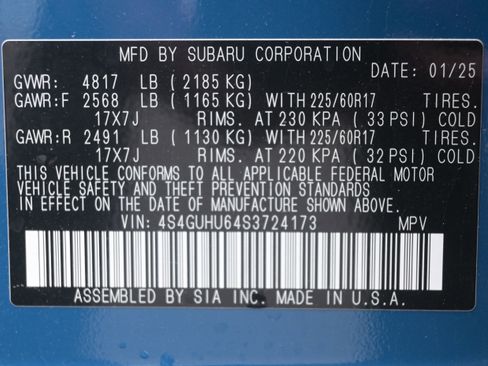 MFD BY SUBARU CORPORATION
DATE: 01/25
GVWR: 4817 LB (2185 KG)
GAWR:F 2568 LB (1165 KG) WITH 225/60R17 TIRES.
17X7J RIMS. AT 230 KPA (33 PSI) COLD
GAWR:R 2491 LB (1130 KG) WITH 225/60R17 TIRES.
17X7J RIMS. AT 220 KPA (32 PSI) COLD
THIS VEHICLE CONFORMS TO ALL APPLICABLE FEDERAL MOTOR
VEHICLE SAFETY AND THEFT PREVENTION STANDARDS
IN EFFECT ON THE DATE OF MANUFACTURE SHOWN ABOVE.
VIN: 4S4GUHU64S3724173 MPV
ASSEMBLED BY SIA INC. MADE IN U.S.A.